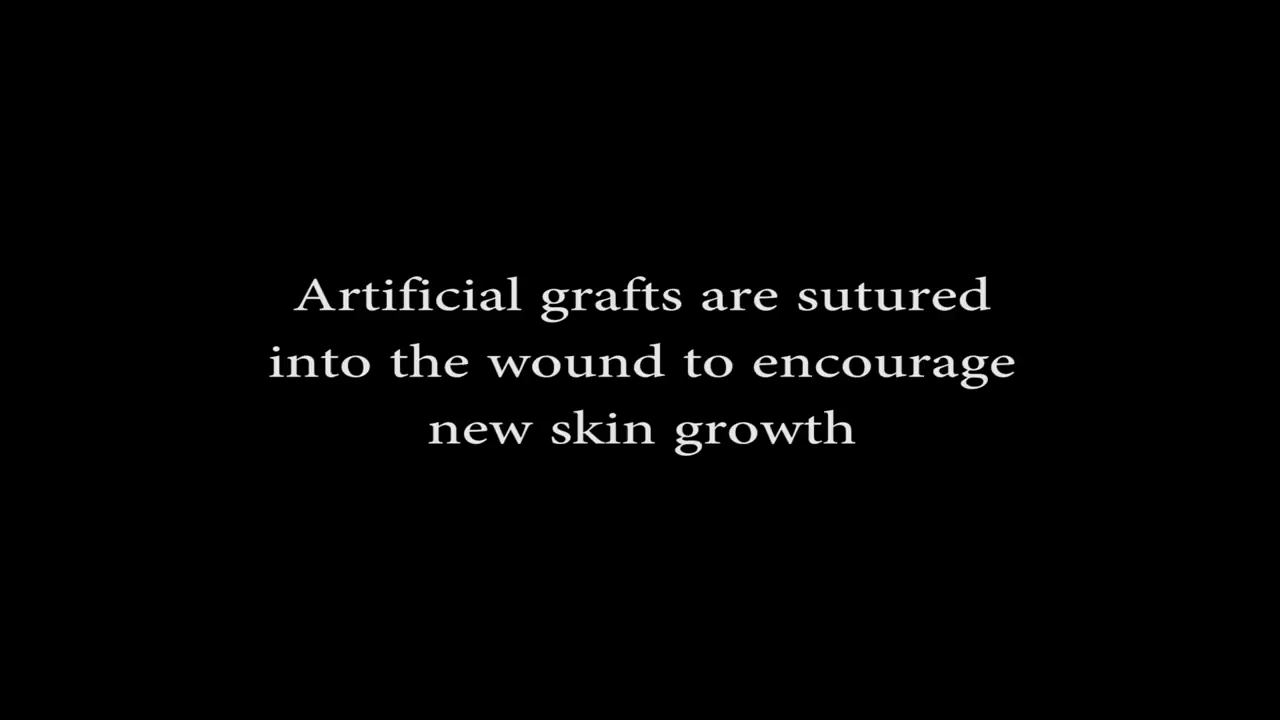 Artificial grafts are sutured
into the wound to encourage
new skin growth